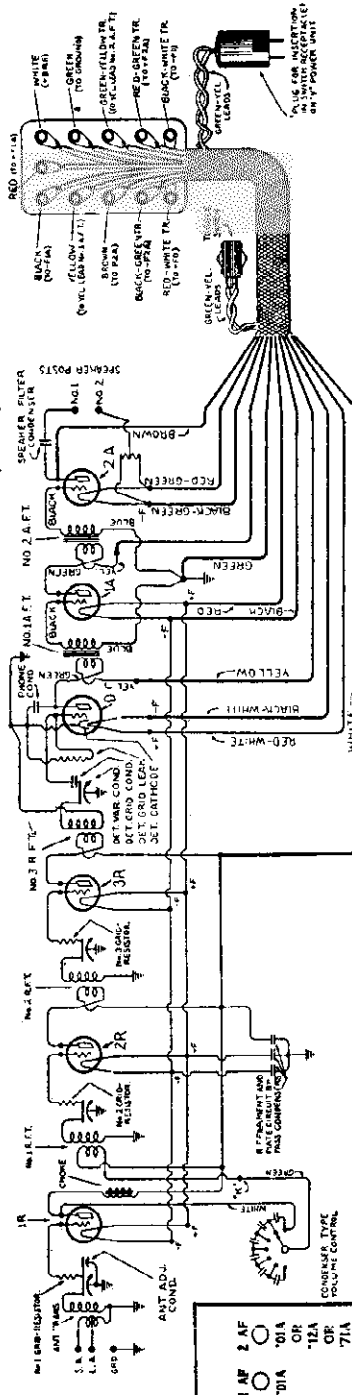 RED (TO +F1A)
WHITE
(+B&R)
GREEN
(TO GROUND)
GREEN-YELLOW-TR.
(TO YEL. LEAD No. 2 A.F.T.)
RED-GREEN TR.
(TO +F2A)
BLACK-WHITE TR.
BLACK
(TO -F1A)
YELLOW
(TO YEL. LEAD No. 1 A.F.T.)
BROWN
(TO P2A)
BLACK-GREEN TR.
(TO -F2A)
RED-WHITE TR.
GREEN-YEL
LEADS
"PLUG FOR INSERTION
IN SWITCH RECEPTACLE
POWER UNIT
GREEN-YEL
LEADS
SPEAKER FILTER
CONDENSER
SPEAKER POSTS
NO. 1
NO. 2
2A
BROWN
RED-GREEN
BLACK-GREEN
BLACK
NO. 2 A.F.T.
BLUE
GREEN
YEL
GREEN
1A
BLACK
RED
BLACK
NO. 1 A.F.T.
BLUE
GREEN
YEL
YELLOW
PHONE
COND
BLACK-WHITE
RED-WHITE
DET. VAR. COND.
DET. GRID COND.
DET. GRID LEAK
DET. CATHODE
NO. 3 R.F.T.
3R
No. 3 GRID-
RESISTOR
No. 2 R.F.T.
2R
No. 2 GRID-
RESISTOR
No. 1 R.F.T.
CHOKE
1R
No 1 GRID-RESISTOR
ANT TRANS
S.A.
L.A.
GRD
ANT ADJ.
COND.
R FILAMENT AND
PLATE CIRCUIT BY-
PASS CONDENSERS
GREEN
WHITE
CONDENSER TYPE
VOLUME CONTROL
1 AF 2 AF
'01A '01A
OR
'12A
OR
'71A